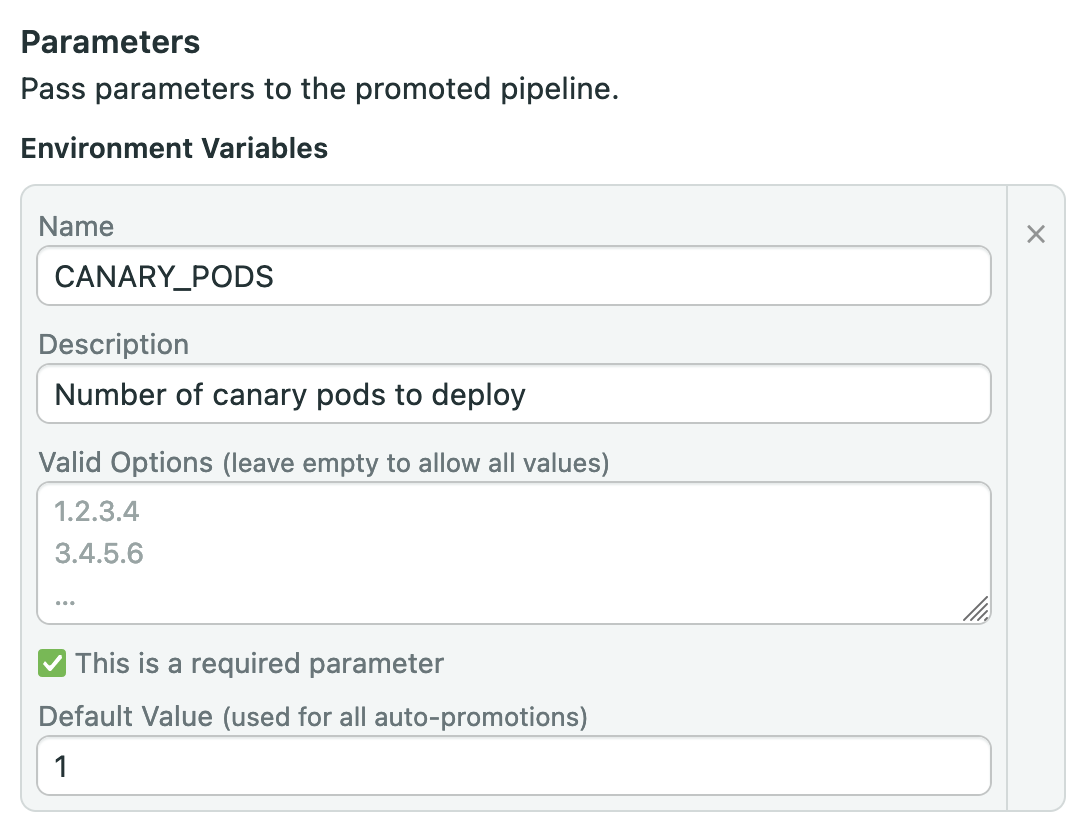 Parameters
Pass parameters to the promoted pipeline.
Environment Variables
Name
CANARY_PODS
Description
Number of canary pods to deploy
Valid Options (leave empty to allow all values)
1.2.3.4
3.4.5.6
...
This is a required parameter
Default Value (used for all auto-promotions)
1